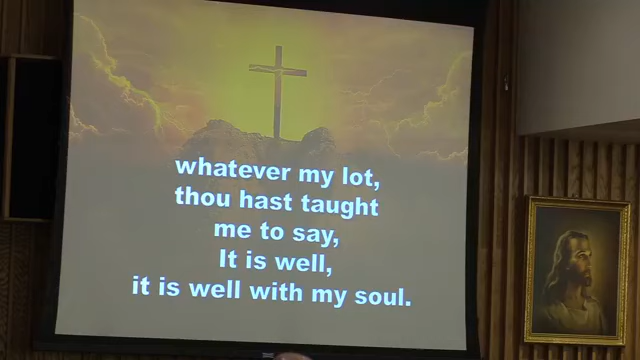 whatever my lot,
thou hast taught
me to say,
It is well,
it is well with my soul.